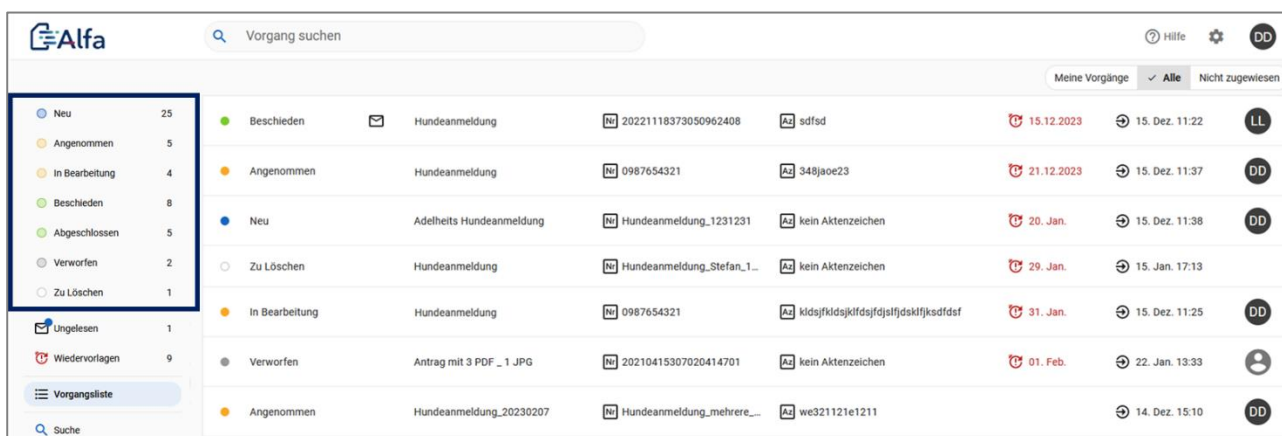 Alfa
Vorgang suchen
Hilfe
DD
Meine Vorgänge Alle Nicht zugewiesen
Neu 25
Angenommen 5
In Bearbeitung 4
Beschieden 8
Abgeschlossen 5
Verworfen 2
Zu Löschen 1
Ungelesen 1
Wiedervorlagen 9
Vorgangsliste
Suche
Beschieden Hundeanmeldung Nr 20221118373050962408 Az sdfsd 15.12.2023 15. Dez. 11:22 LL
Angenommen Hundeanmeldung Nr 0987654321 Az 348jaoe23 21.12.2023 15. Dez. 11:37 DD
Neu Adelheits Hundeanmeldung Nr Hundeanmeldung_1231231 Az kein Aktenzeichen 20. Jan. 15. Dez. 11:38 DD
Zu Löschen Hundeanmeldung Nr Hundeanmeldung_Stefan_1... Az kein Aktenzeichen 29. Jan. 15. Jan. 17:13
In Bearbeitung Hundeanmeldung Nr 0987654321 Az kldsjfkldsjklfdsjfdjslfjdsklfjksdfdsf 31. Jan. 15. Dez. 11:25 DD
Verworfen Antrag mit 3 PDF _ 1 JPG Nr 20210415307020414701 Az kein Aktenzeichen 01. Feb. 22. Jan. 13:33
Angenommen Hundeanmeldung_20230207 Nr Hundeanmeldung_mehrere_... Az we321121e1211 14. Dez. 15:10 DD